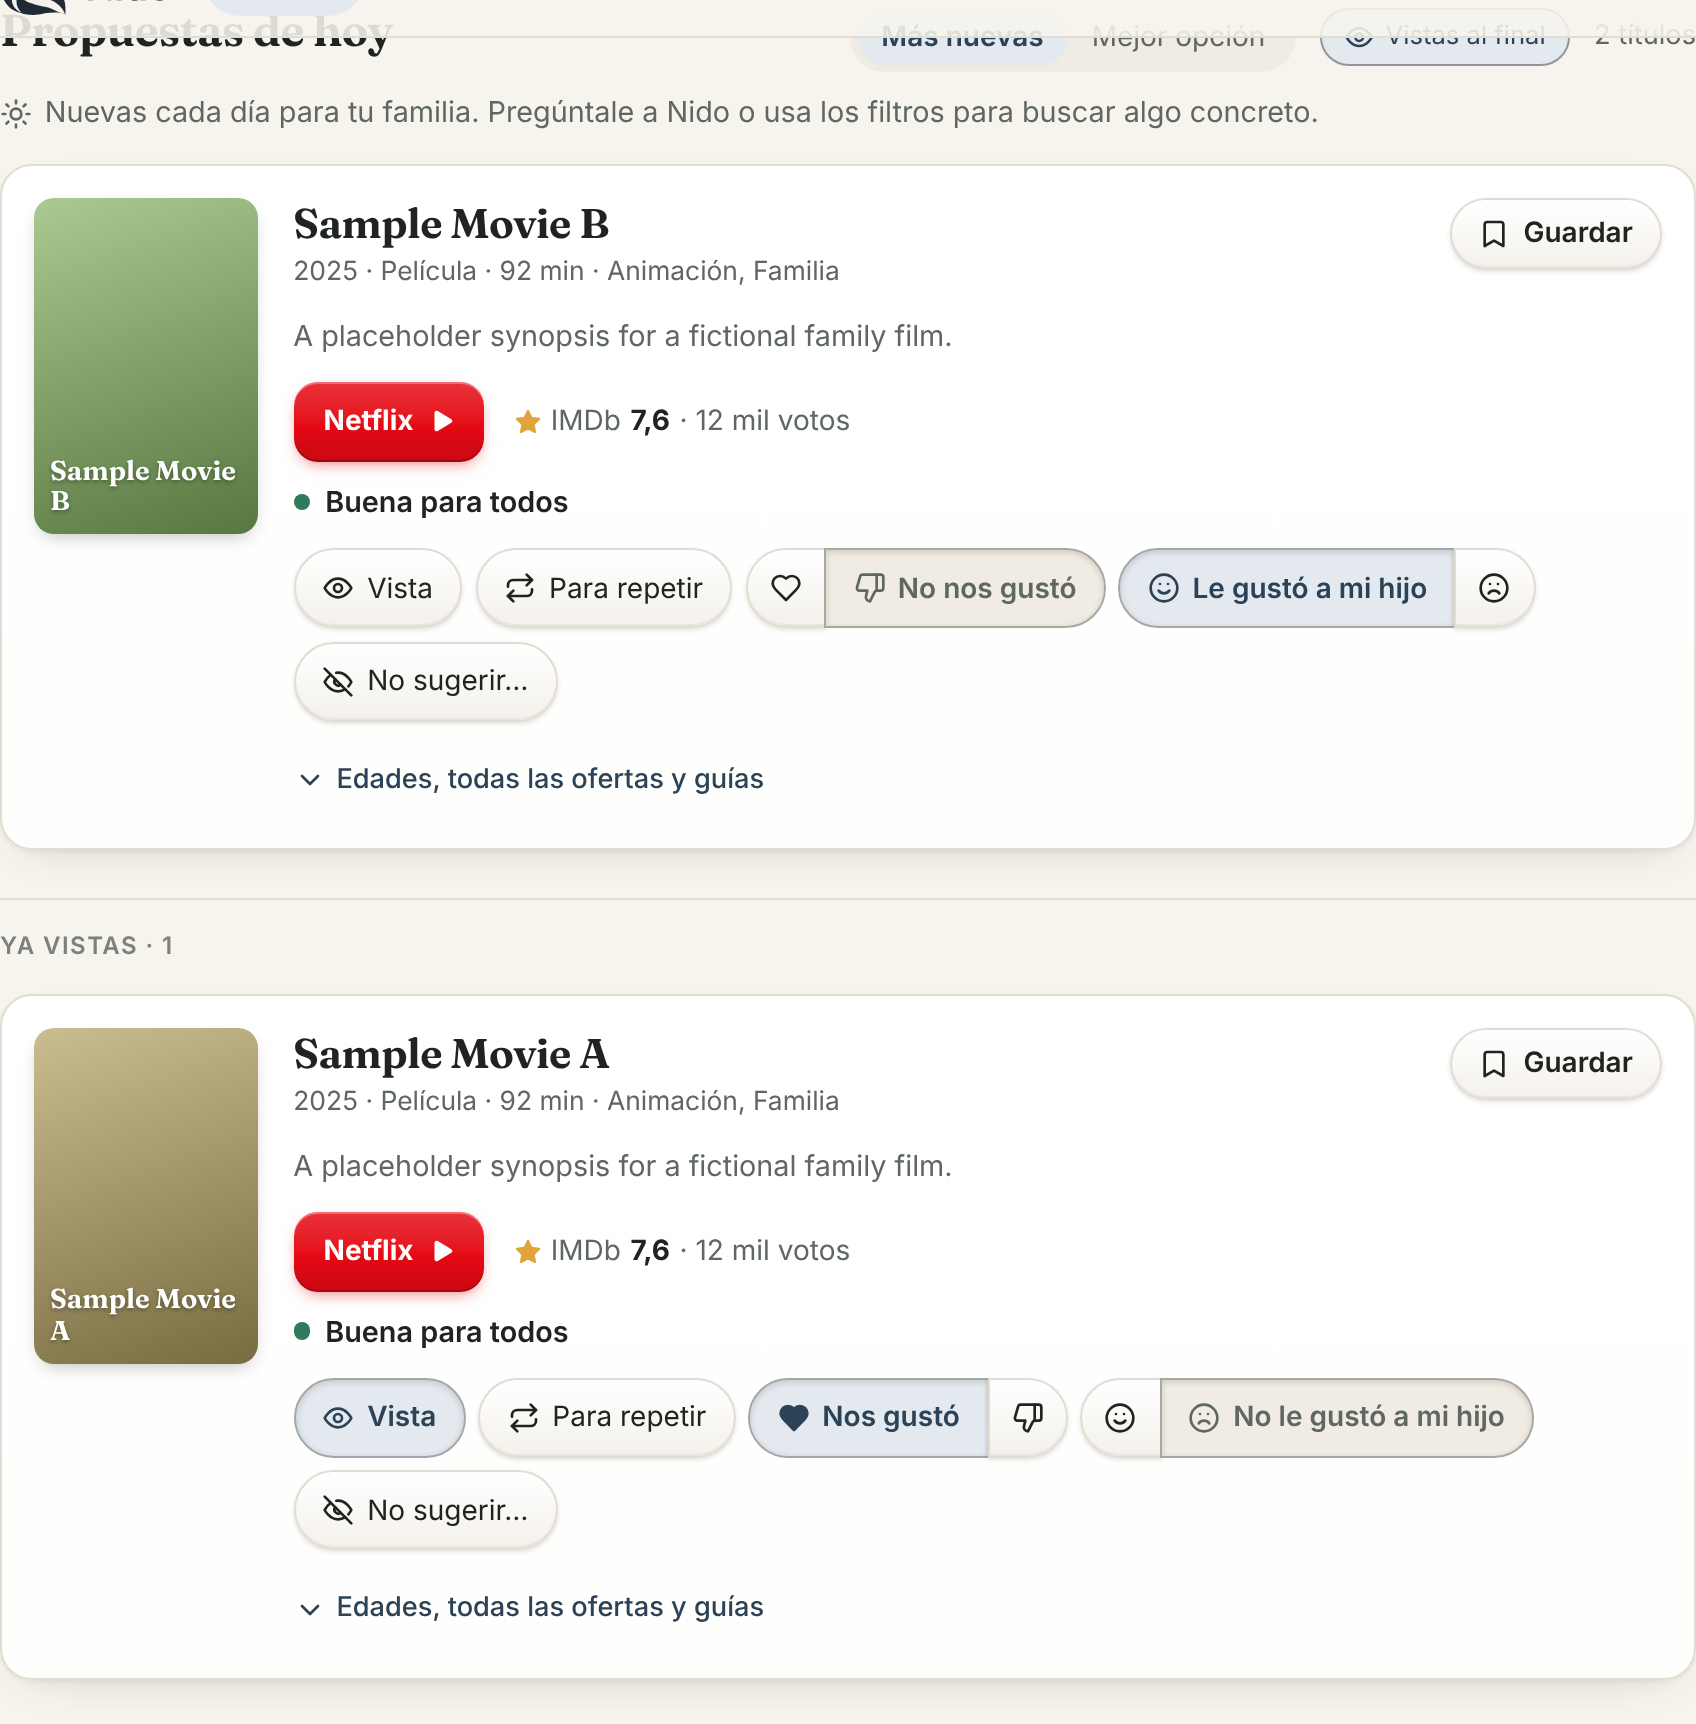 Propuestas de hoy
Más nuevas Mejor opción Vistas al final 2 títulos
Nuevas cada día para tu familia. Pregúntale a Nido o usa los filtros para buscar algo concreto.
Sample Movie B
Guardar
2025 · Película · 92 min · Animación, Familia
A placeholder synopsis for a fictional family film.
Netflix IMDb 7,6 · 12 mil votos
Sample Movie
B
Buena para todos
Vista Para repetir No nos gustó Le gustó a mi hijo
No sugerir...
Edades, todas las ofertas y guías
YA VISTAS · 1
Sample Movie A
Guardar
2025 · Película · 92 min · Animación, Familia
A placeholder synopsis for a fictional family film.
Netflix IMDb 7,6 · 12 mil votos
Sample Movie
A
Buena para todos
Vista Para repetir Nos gustó No le gustó a mi hijo
No sugerir...
Edades, todas las ofertas y guías